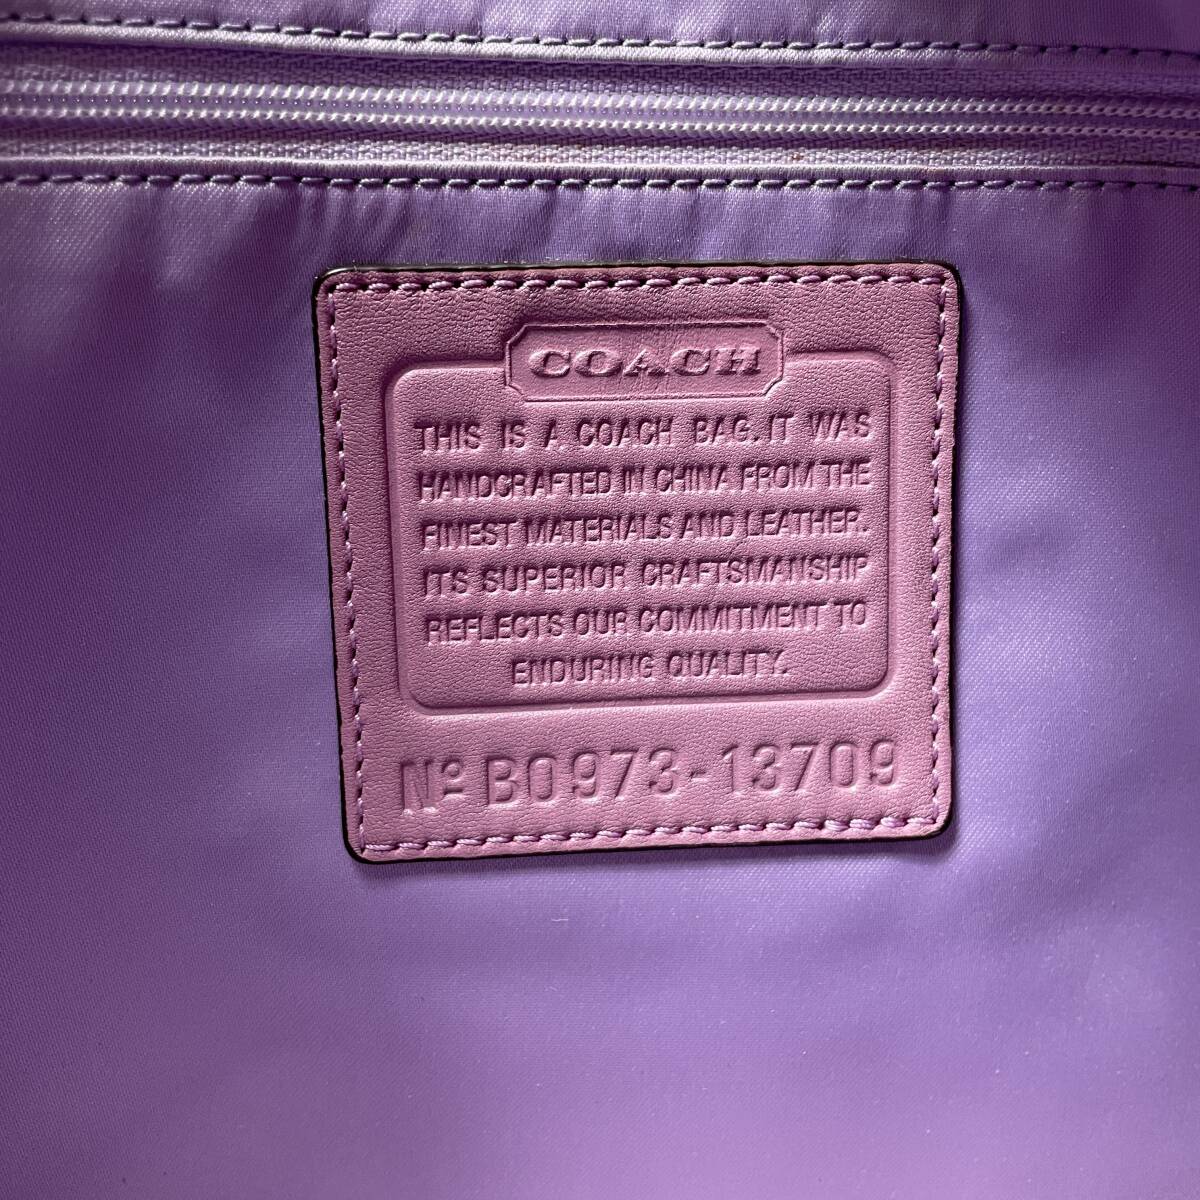 COACH
THIS IS A COACH BAG. IT WAS
HANDCRAFTED IN CHINA FROM THE
FINEST MATERIALS AND LEATHER.
ITS SUPERIOR CRAFTSMANSHIP
REFLECTS OUR COMMITMENT TO
ENDURING QUALITY.
Nº B0973-13709